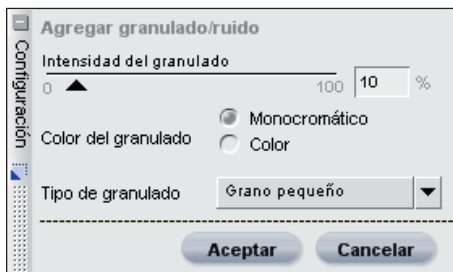 Configuración
Agregar granulado/ruido
Intensidad del granulado
0 100 10 %
Color del granulado
Monocromático
Color
Tipo de granulado Grano pequeño
Aceptar Cancelar